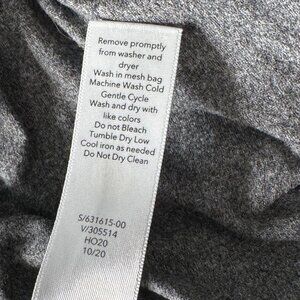 Remove promptly
from washer and
dryer
Wash in mesh bag
Machine Wash Cold
Gentle Cycle
Wash and dry with
like colors
Do not Bleach
Tumble Dry Low
Cool iron as needed
Do Not Dry Clean
S/631615-00
V/305514
HO20
10/20